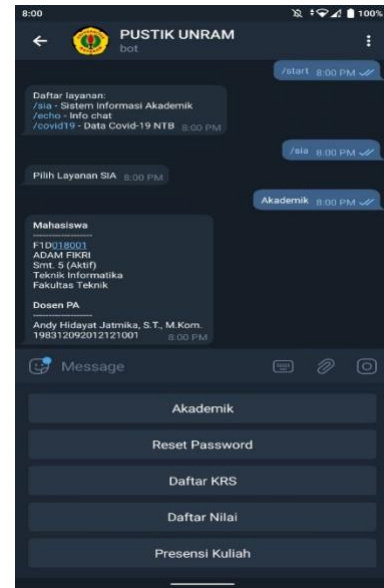 8:00
100%
PUSTIK UNRAM
bot
/start 8:00 PM
Daftar layanan:
/sia - Sistem Informasi Akademik
/echo - Info chat
/covid19 - Data Covid-19 NTB 8:00 PM
/sia 8:00 PM
Pilih Layanan SIA 8:00 PM
Akademik 8:00 PM
Mahasiswa
--------------------
F1D018001
ADAM FIKRI
Smt. 5 (Aktif)
Teknik Informatika
Fakultas Teknik
Dosen PA
--------------------
Andy Hidayat Jatmika, S.T., M.Kom.
198312092012121001 8:00 PM
Message
Akademik
Reset Password
Daftar KRS
Daftar Nilai
Presensi Kuliah